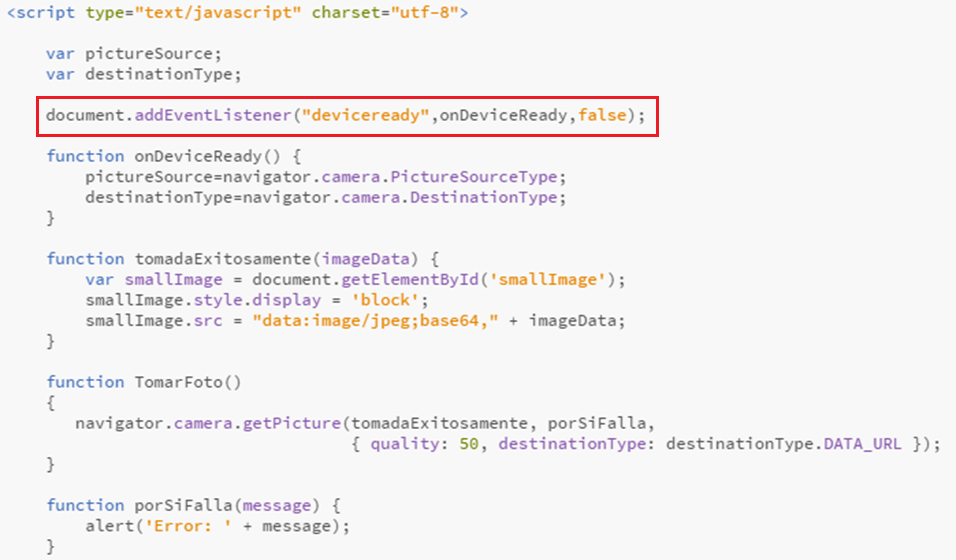 <script type="text/javascript" charset="utf-8">
var pictureSource;
var destinationType;
document.addEventListener("deviceready",onDeviceReady,false);
function onDeviceReady() {
pictureSource=navigator.camera.PictureSourceType;
destinationType=navigator.camera.DestinationType;
}
function tomadaExitosamente(imageData) {
var smallImage = document.getElementById('smallImage');
smallImage.style.display = 'block';
smallImage.src = "data:image/jpeg;base64," + imageData;
}
function TomarFoto()
{
navigator.camera.getPicture(tomadaExitosamente, porSiFalla,
{ quality: 50, destinationType: destinationType.DATA_URL });
}
function porSiFalla(message) {
alert('Error: ' + message);
}